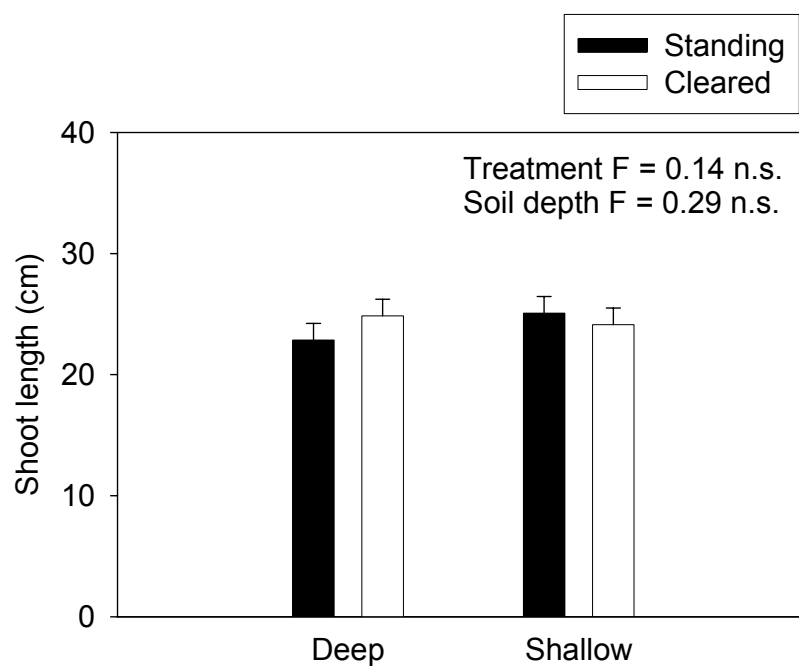 Standing
Cleared
Treatment F = 0.14 n.s.
Soil depth F = 0.29 n.s.
40
30
20
10
0
Shoot length (cm)
Deep Shallow